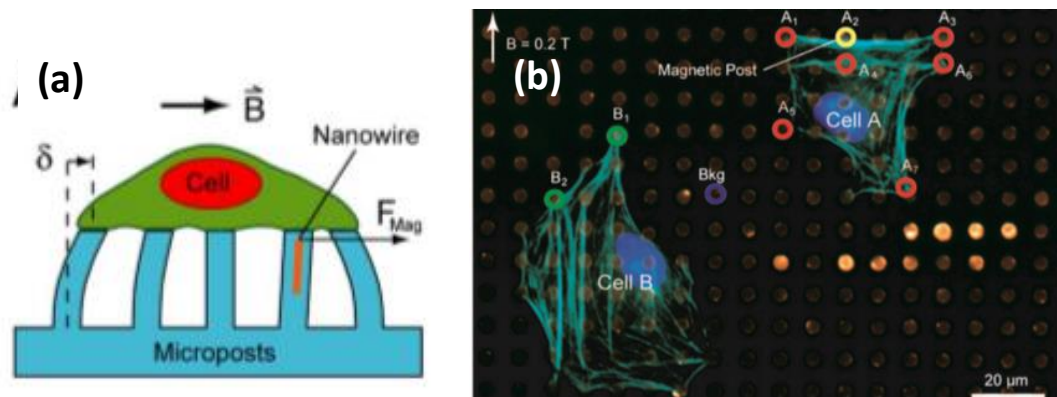 (a)
B
Nanowire
δ
Cell
F_Mag
Microposts
(b)
B = 0.2 T
A1
A2
A3
Magnetic Post
A4
A6
A5
Cell A
B1
A7
B2
Bkg
Cell B
20 μm